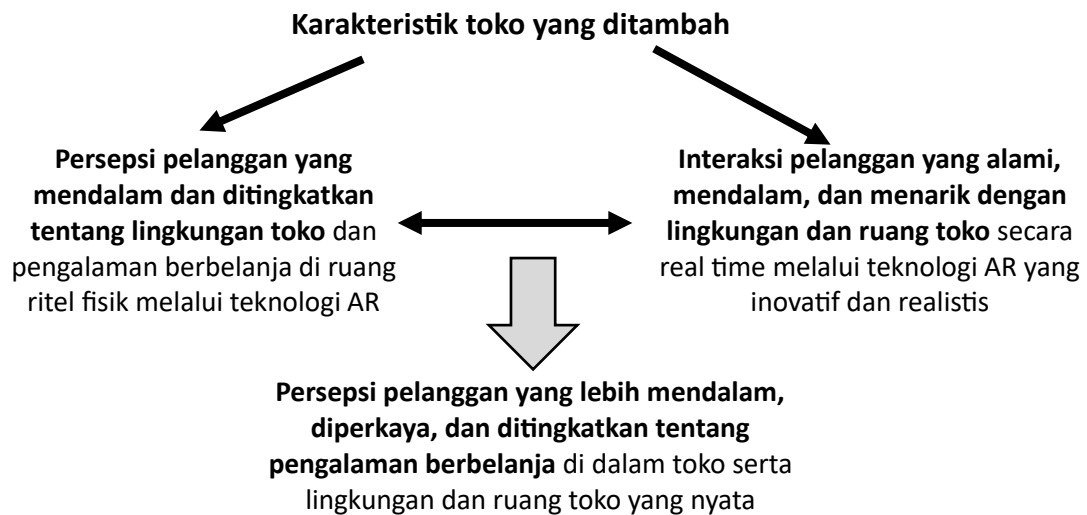 Karakteristik toko yang ditambah
Persepsi pelanggan yang
mendalam dan ditingkatkan
tentang lingkungan toko dan
pengalaman berbelanja di ruang
ritel fisik melalui teknologi AR
Interaksi pelanggan yang alami,
mendalam, dan menarik dengan
lingkungan dan ruang toko secara
real time melalui teknologi AR yang
inovatif dan realistis
Persepsi pelanggan yang lebih mendalam,
diperkaya, dan ditingkatkan tentang
pengalaman berbelanja di dalam toko serta
lingkungan dan ruang toko yang nyata